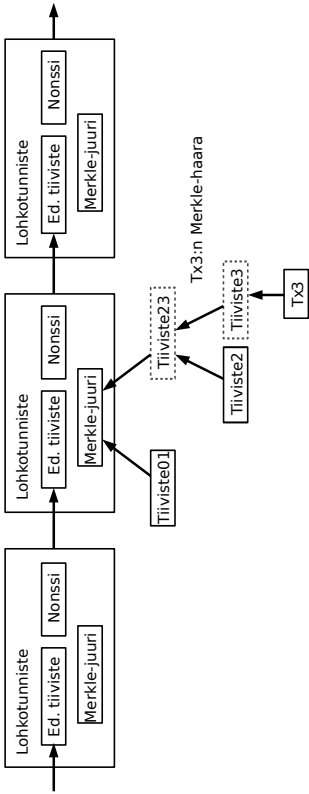 Lohkotunniste
Ed. tiiviste
Nonssi
Merkle-juuri
Lohkotunniste
Ed. tiiviste
Nonssi
Merkle-juuri
Lohkotunniste
Ed. tiiviste
Nonssi
Merkle-juuri
Tiiviste01
Tiiviste23
Tx3:n Merkle-haara
Tiiviste2
Tiiviste3
Tx3